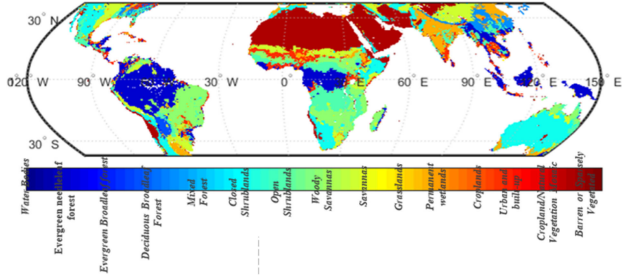 30° N
120° W 90° W 30 W 0 30 E 60 E 90 E 150° E
30° S
Water Bodies
Evergreen needleleaf
forest
Evergreen Broadleaf forest
Deciduous Broadleaf
Forest
Mixed
Forest
Closed
Shrublands
Open
Shrublands
Woody
Savannas
Savannas
Grasslands
Permanent
wetlands
Croplands
Urban and
built-up
Cropland/Natural
Vegetation
Barren or Sparsely
Vegetated